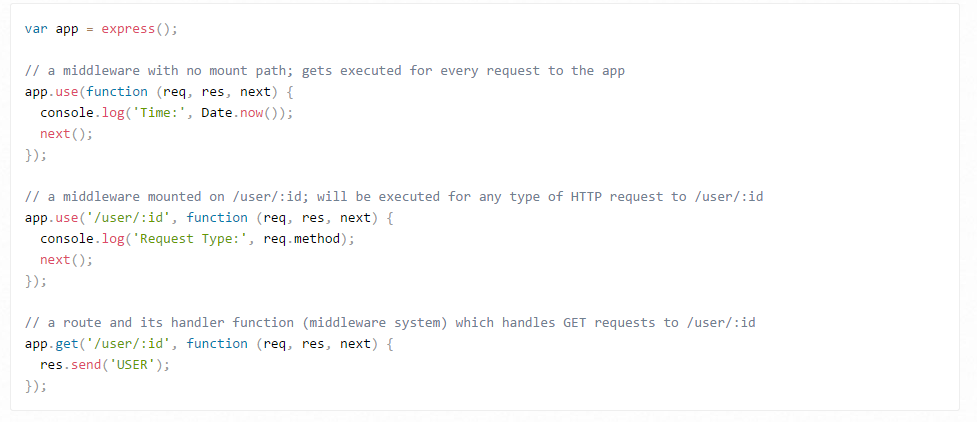 var app = express();
// a middleware with no mount path; gets executed for every request to the app
app.use(function (req, res, next) {
  console.log('Time:', Date.now());
  next();
});
// a middleware mounted on /user/:id; will be executed for any type of HTTP request to /user/:id
app.use('/user/:id', function (req, res, next) {
  console.log('Request Type:', req.method);
  next();
});
// a route and its handler function (middleware system) which handles GET requests to /user/:id
app.get('/user/:id', function (req, res, next) {
  res.send('USER');
});